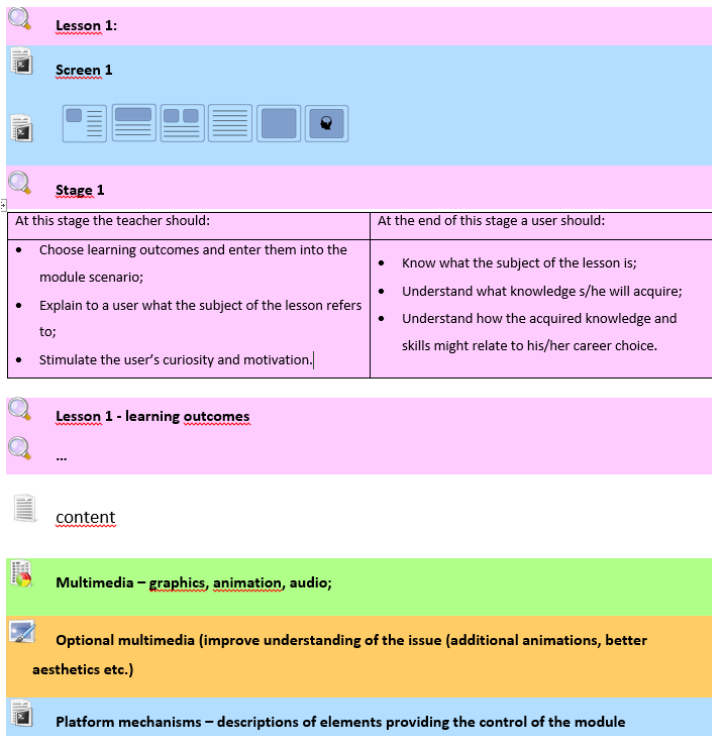 Lesson 1:
Screen 1
Stage 1
At this stage the teacher should:
At the end of this stage a user should:
• Choose learning outcomes and enter them into the
module scenario;
• Explain to a user what the subject of the lesson refers
to;
• Stimulate the user's curiosity and motivation.
• Know what the subject of the lesson is;
• Understand what knowledge s/he will acquire;
• Understand how the acquired knowledge and
skills might relate to his/her career choice.
Lesson 1 - learning outcomes
...
content
Multimedia – graphics, animation, audio;
Optional multimedia (improve understanding of the issue (additional animations, better
aesthetics etc.)
Platform mechanisms – descriptions of elements providing the control of the module